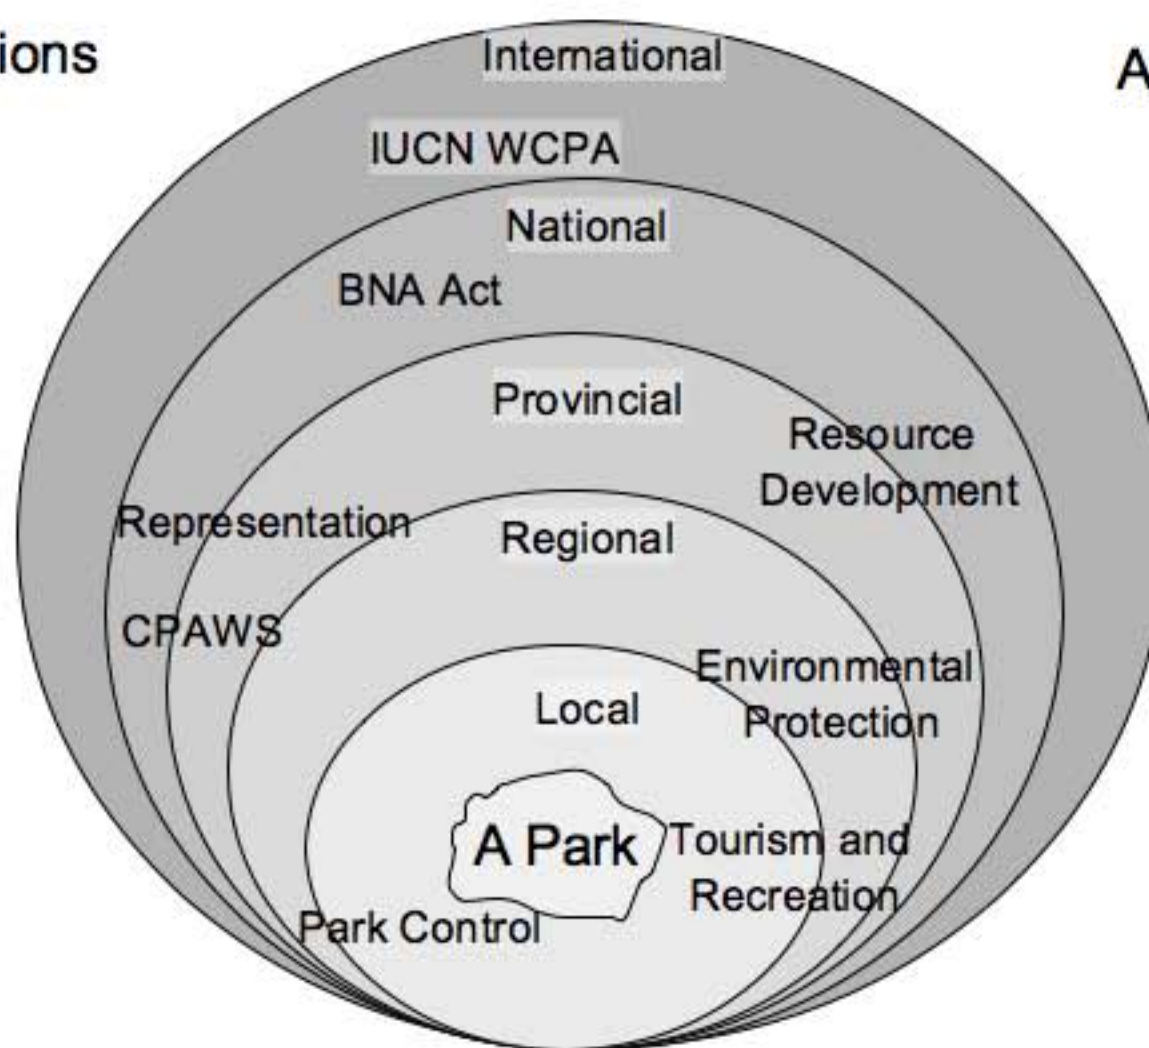 ions
A
International
IUCN WCPA
National
BNA Act
Provincial
Resource
Development
Representation
Regional
CPAWS
Environmental
Protection
Local
A Park
Tourism and
Recreation
Park Control